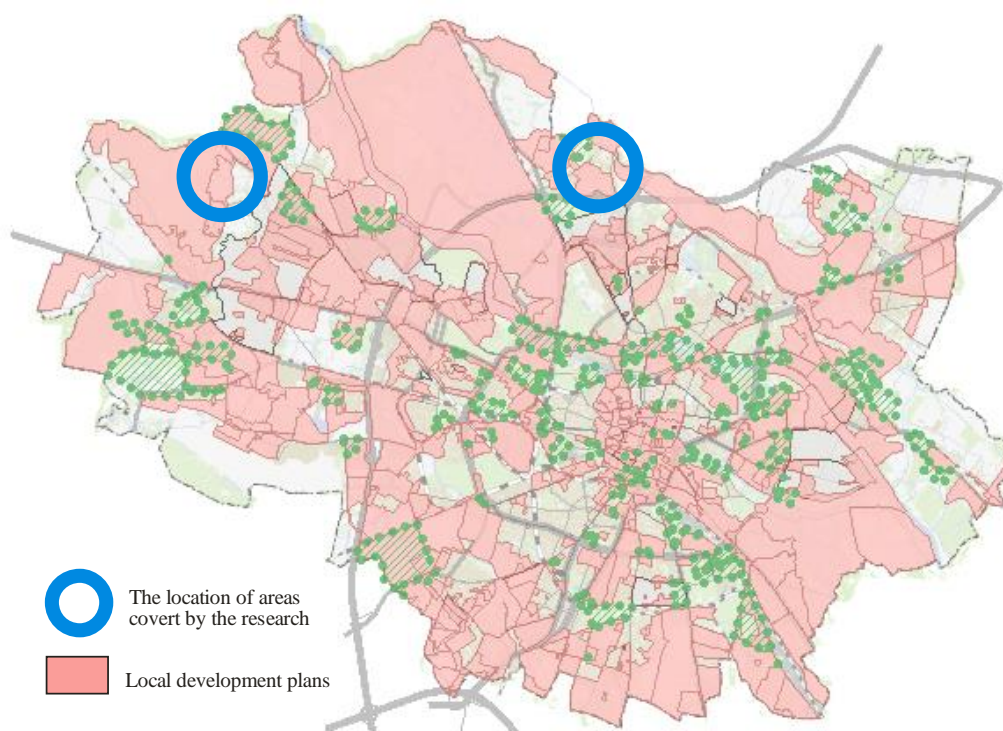 The location of areas
covert by the research
Local development plans